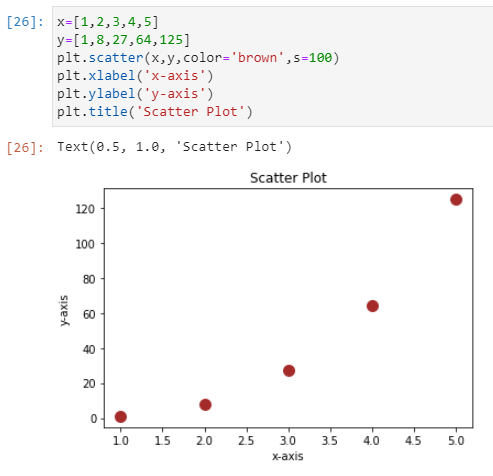 [26]: x=[1,2,3,4,5]
y=[1,8,27,64,125]
plt.scatter(x,y,color='brown',s=100)
plt.xlabel('x-axis')
plt.ylabel('y-axis')
plt.title('Scatter Plot')
[26]: Text(0.5, 1.0, 'Scatter Plot')
Scatter Plot
120
100
80
60
40
20
0
y-axis
1.0 1.5 2.0 2.5 3.0 3.5 4.0 4.5 5.0
x-axis